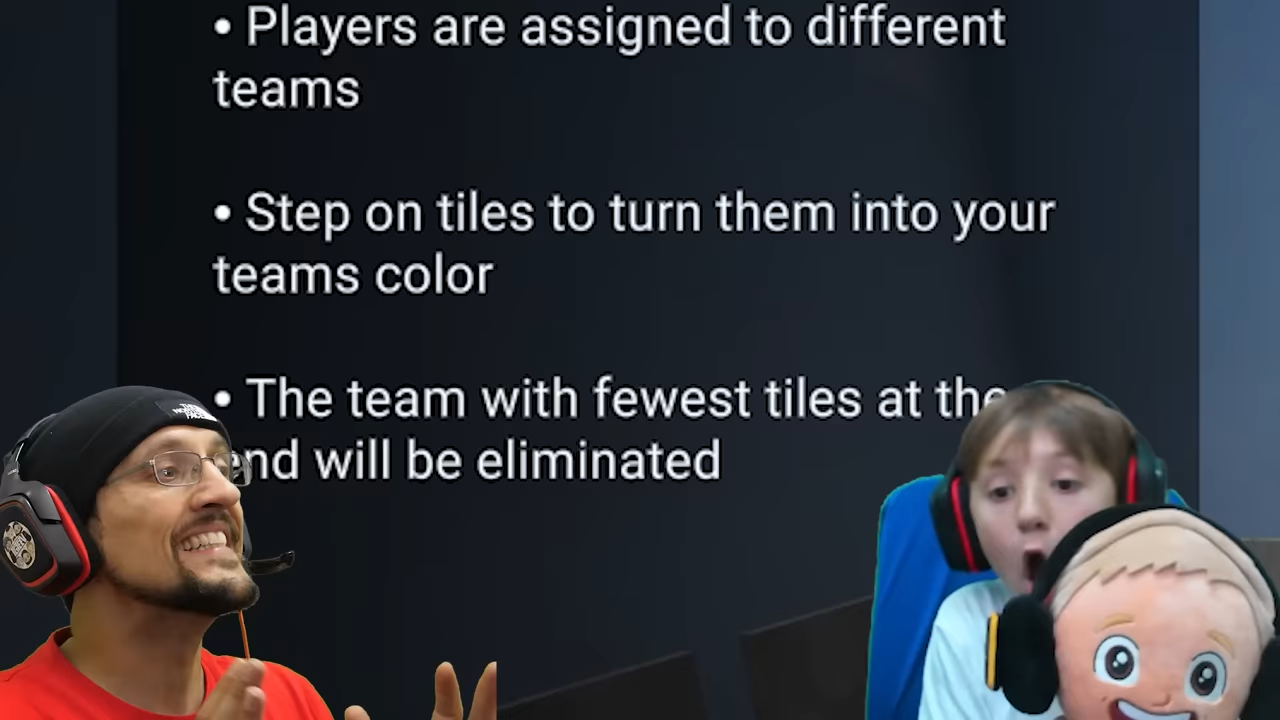 • Players are assigned to different
teams
• Step on tiles to turn them into your
teams color
• The team with fewest tiles at the
end will be eliminated